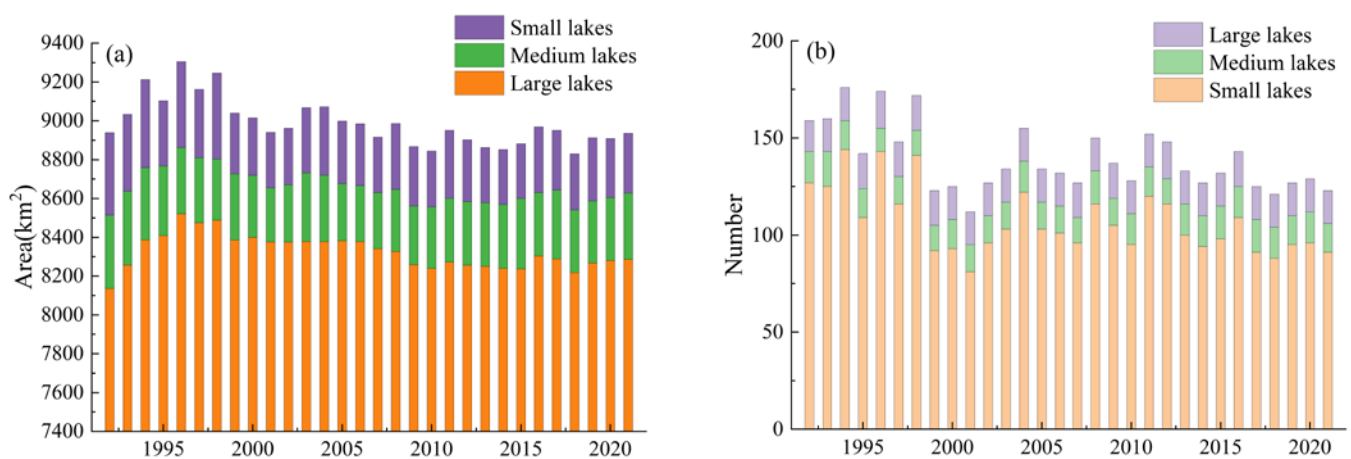 (a)
Small lakes
Medium lakes
Large lakes
Area(km²)
9400
9200
9000
8800
8600
8400
8200
8000
7800
7600
7400
1995 2000 2005 2010 2015 2020
(b)
Large lakes
Medium lakes
Small lakes
Number
200
150
100
50
0
1995 2000 2005 2010 2015 2020